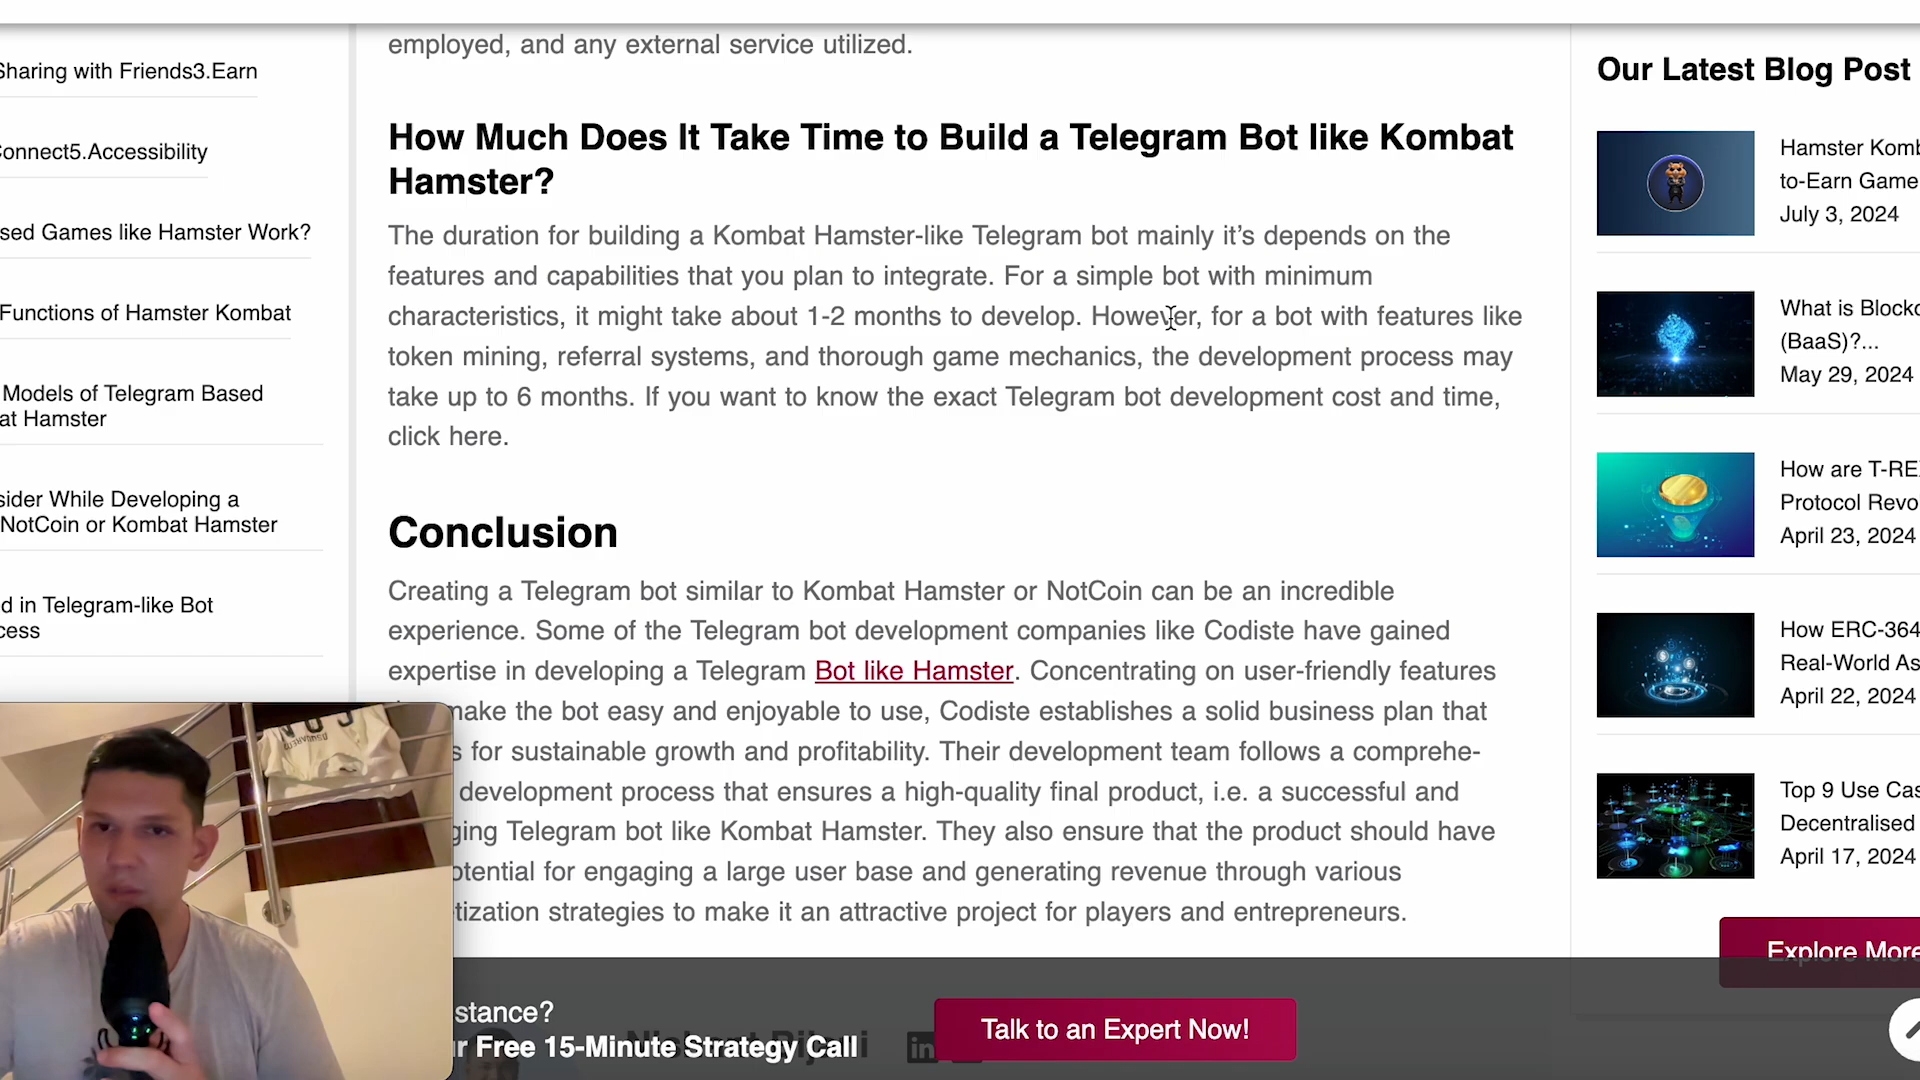 employed, and any external service utilized.
Sharing with Friends3.Earn
Connect5.Accessibility
sed Games like Hamster Work?
Functions of Hamster Kombat
Models of Telegram Based
at Hamster
sider While Developing a
NotCoin or Kombat Hamster
d in Telegram-like Bot
cess
How Much Does It Take Time to Build a Telegram Bot like Kombat
Hamster?
The duration for building a Kombat Hamster-like Telegram bot mainly it’s depends on the
features and capabilities that you plan to integrate. For a simple bot with minimum
characteristics, it might take about 1-2 months to develop. However, for a bot with features like
token mining, referral systems, and thorough game mechanics, the development process may
take up to 6 months. If you want to know the exact Telegram bot development cost and time,
click here.
Conclusion
Creating a Telegram bot similar to Kombat Hamster or NotCoin can be an incredible
experience. Some of the Telegram bot development companies like Codiste have gained
expertise in developing a Telegram Bot like Hamster. Concentrating on user-friendly features
make the bot easy and enjoyable to use, Codiste establishes a solid business plan that
s for sustainable growth and profitability. Their development team follows a comprehe-
development process that ensures a high-quality final product, i.e. a successful and
ging Telegram bot like Kombat Hamster. They also ensure that the product should have
otential for engaging a large user base and generating revenue through various
tization strategies to make it an attractive project for players and entrepreneurs.
stance?
r Free 15-Minute Strategy Call
Talk to an Expert Now!
in
Our Latest Blog Post
Hamster Komb
to-Earn Game
July 3, 2024
What is Blockc
(BaaS)?...
May 29, 2024
How are T-RE
Protocol Revo
April 23, 2024
How ERC-364
Real-World As
April 22, 2024
Top 9 Use Cas
Decentralised
April 17, 2024
Explore More